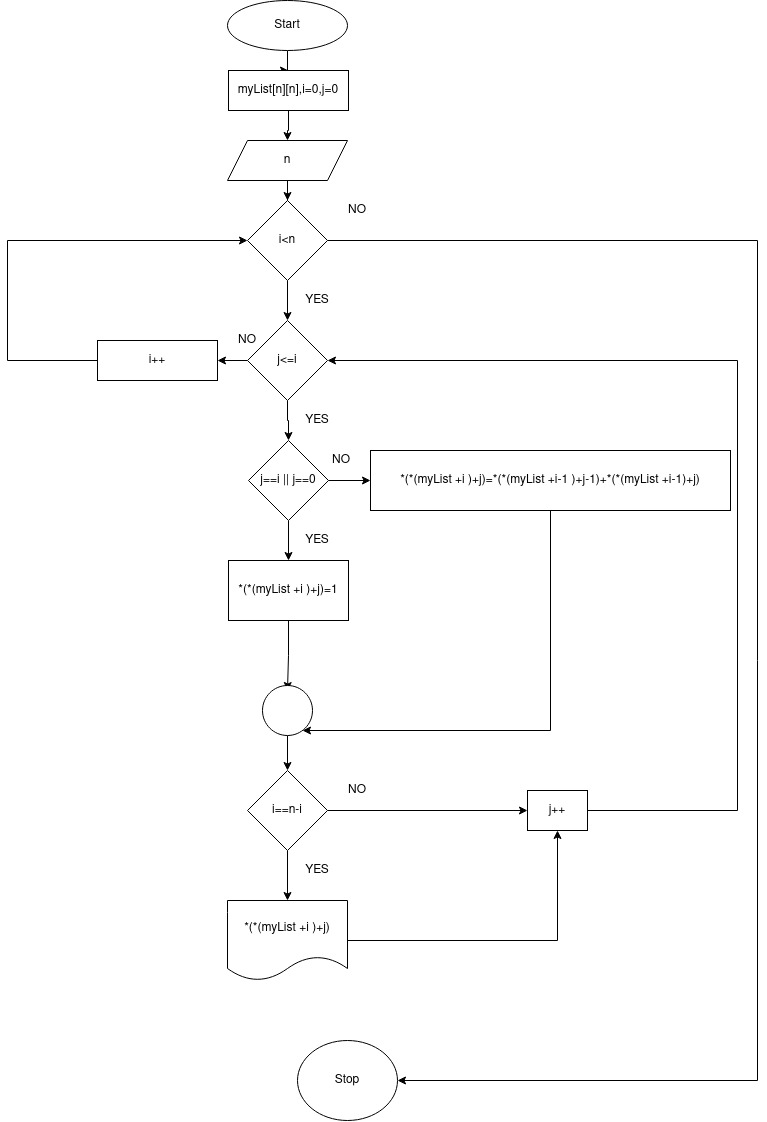 Start
myList[n][n],i=0,j=0
n
NO
i<n
YES
NO
i++
j<=i
YES
NO
j==i || j==0
*(*(myList +i )+j)=*(*(myList +i-1 )+j-1)+*(*(myList +i-1)+j)
YES
*(*(myList +i )+j)=1
NO
i==n-i
j++
YES
*(*(myList +i )+j)
Stop